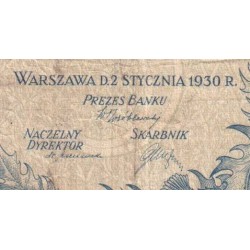 WARSZAWA D. 2 STYCZNIA 1930 R.
PREZES BANKU
NACZELNY SKARBNIK
DYREKTOR